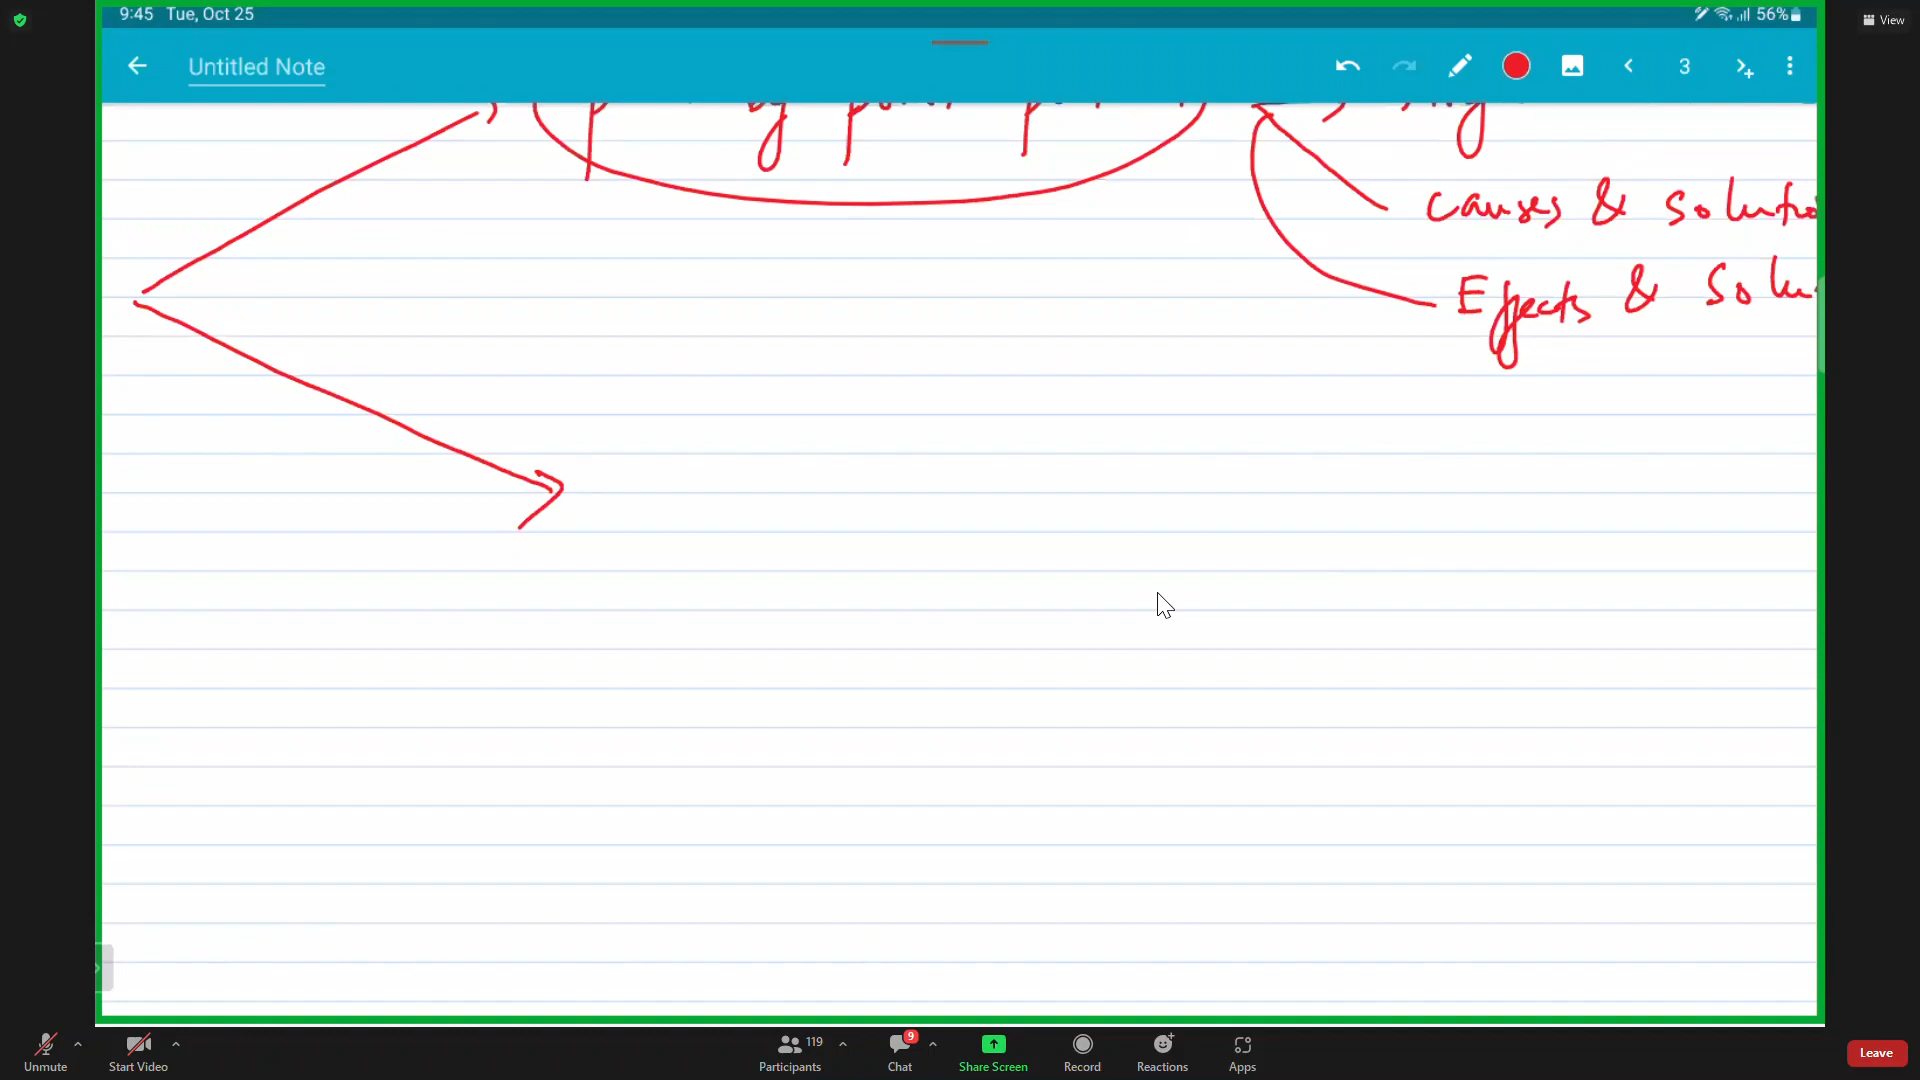 9:45 Tue, Oct 25
56%
View
Untitled Note
3
Causes & solutio
Effects & Solu
Unmute
Start Video
119
Participants
9
Chat
Share Screen
Record
Reactions
Apps
Leave